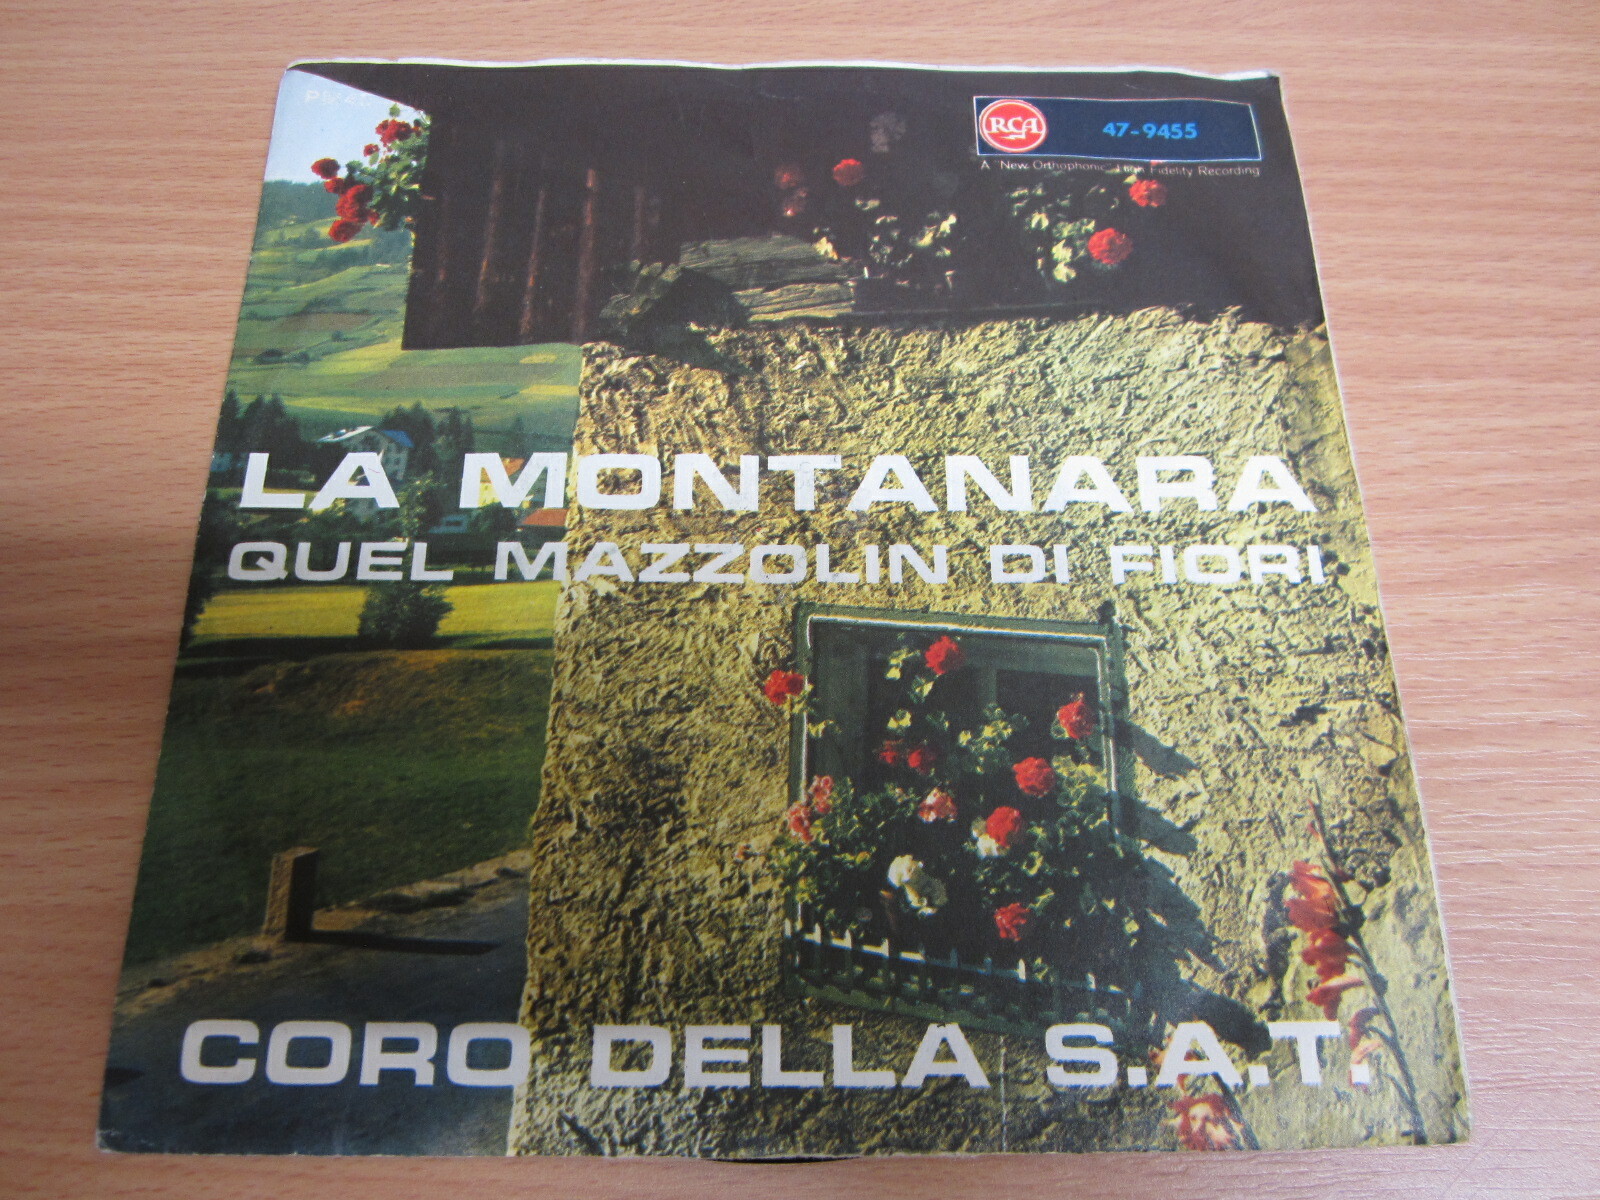 RCA
47-9455
A "New Orthophonic" High Fidelity Recording
LA MONTANARA
QUEL MAZZOLIN DI FIORI
CORO DELLA S.A.T.